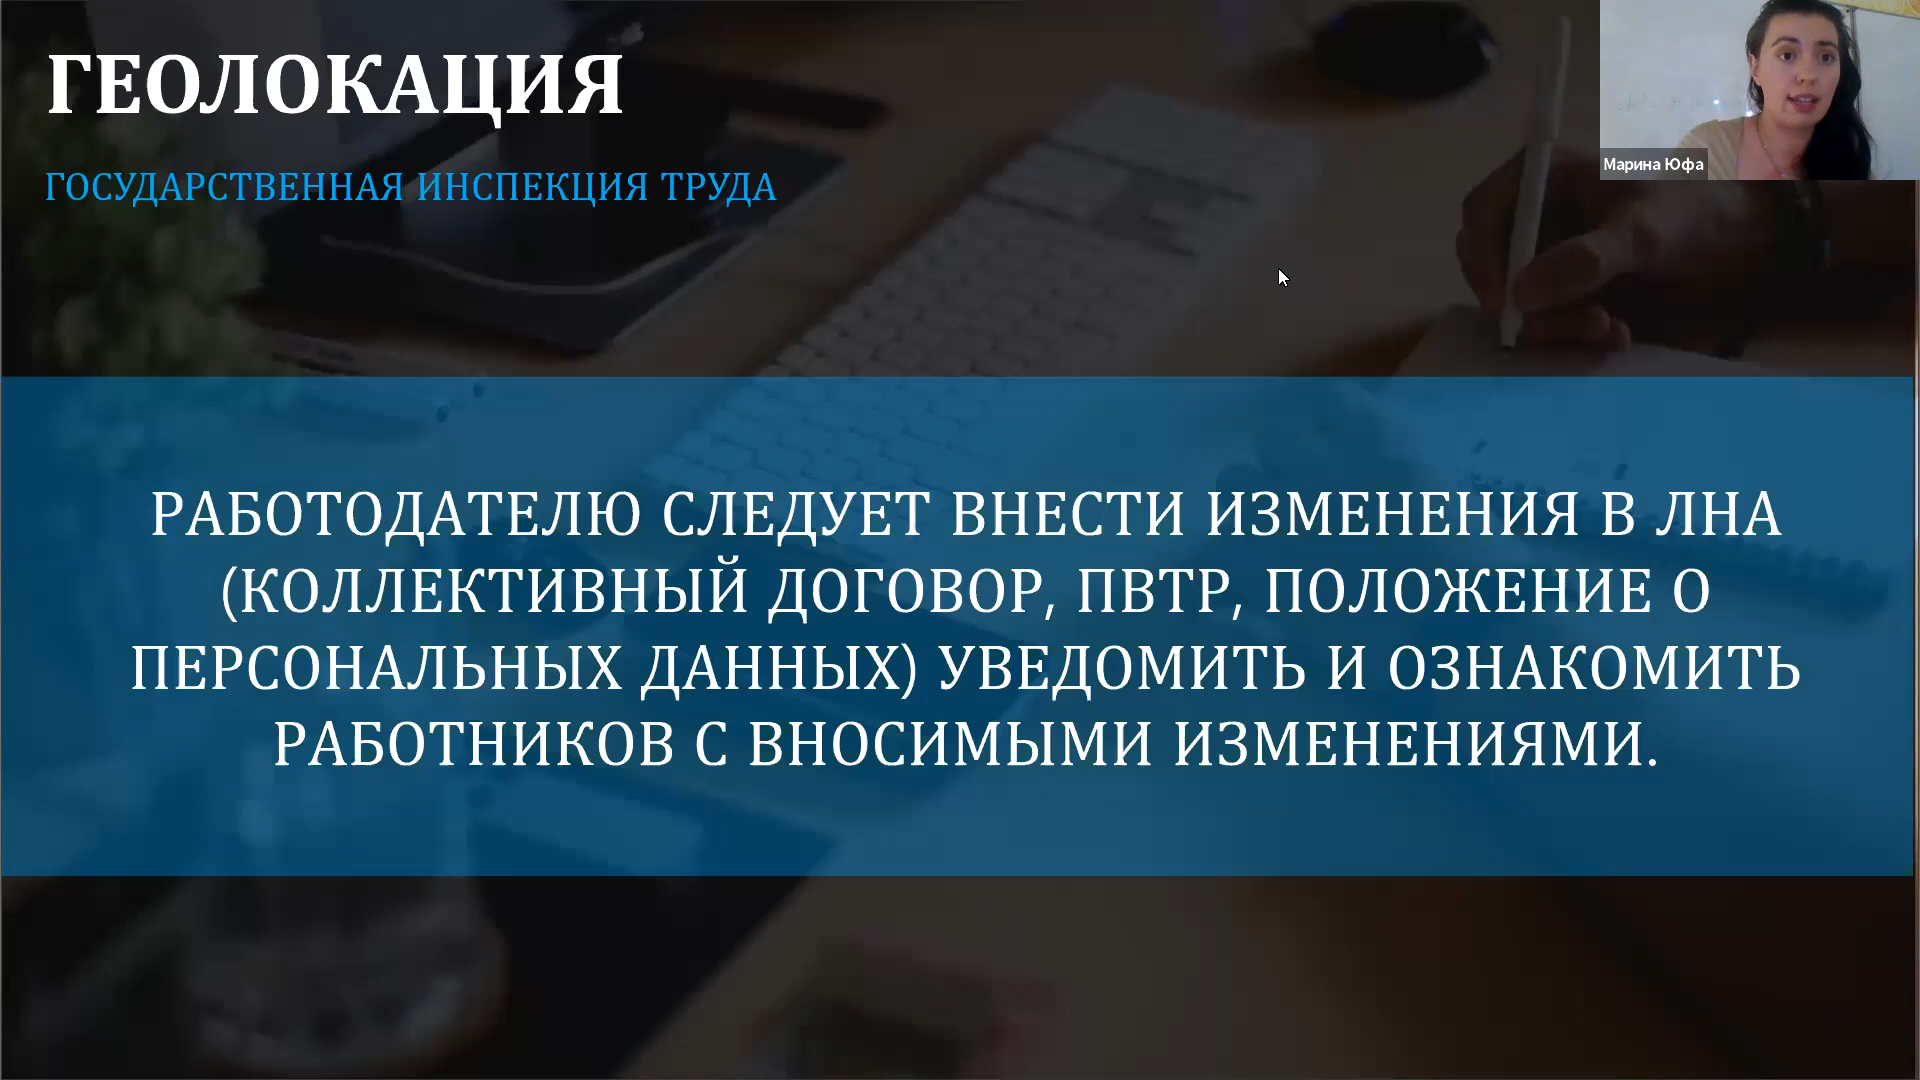 ГЕОЛОКАЦИЯ
ГОСУДАРСТВЕННАЯ ИНСПЕКЦИЯ ТРУДА
Марина Юфа
РАБОТОДАТЕЛЮ СЛЕДУЕТ ВНЕСТИ ИЗМЕНЕНИЯ В ЛНА
(КОЛЛЕКТИВНЫЙ ДОГОВОР, ПВТР, ПОЛОЖЕНИЕ О
ПЕРСОНАЛЬНЫХ ДАННЫХ) УВЕДОМИТЬ И ОЗНАКОМИТЬ
РАБОТНИКОВ С ВНОСИМЫМИ ИЗМЕНЕНИЯМИ.